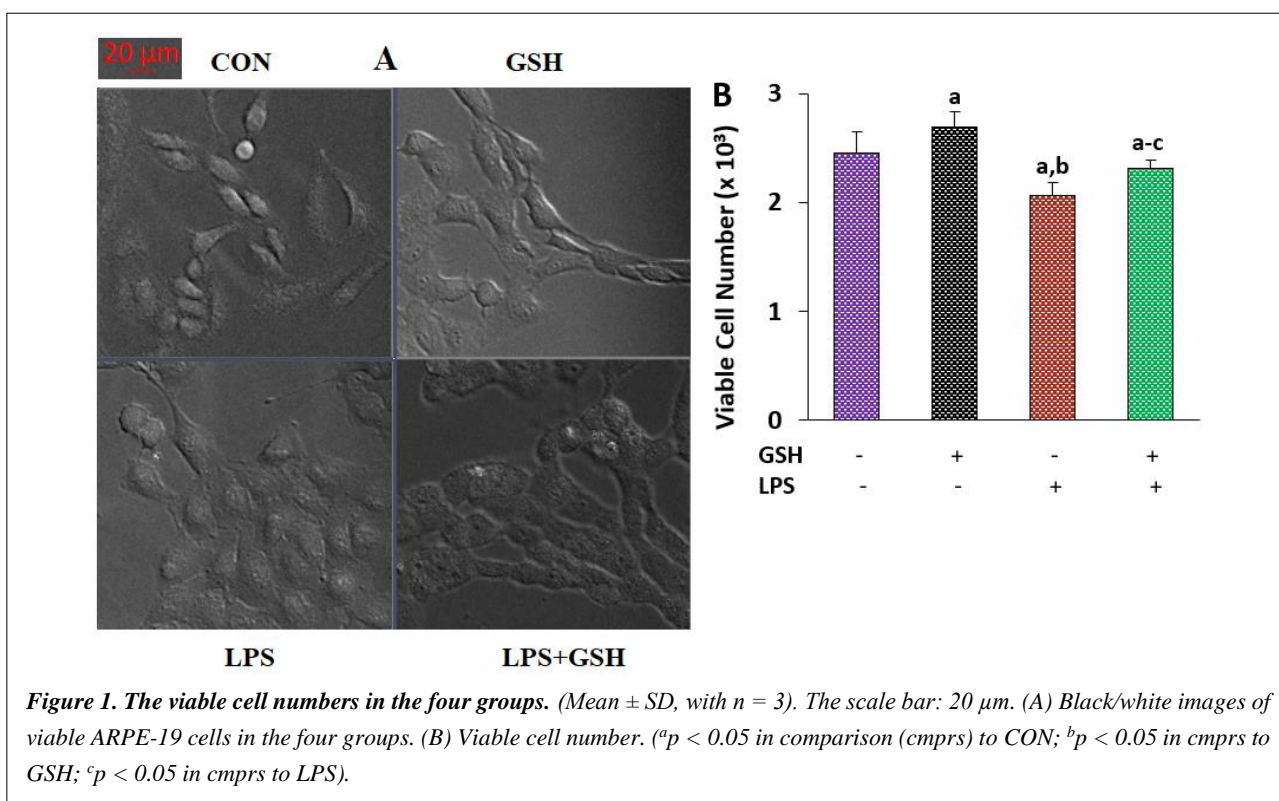 20 µm
CON A GSH
LPS LPS+GSH
B
Viable Cell Number (x 10³)
3
2
1
0
a
a,b
a-c
GSH - + - +
LPS - - + +
Figure 1. The viable cell numbers in the four groups. (Mean ± SD, with n = 3). The scale bar: 20 µm. (A) Black/white images of
viable ARPE-19 cells in the four groups. (B) Viable cell number. (ᵃp < 0.05 in comparison (cmprs) to CON; ᵇp < 0.05 in cmprs to
GSH; ᶜp < 0.05 in cmprs to LPS).